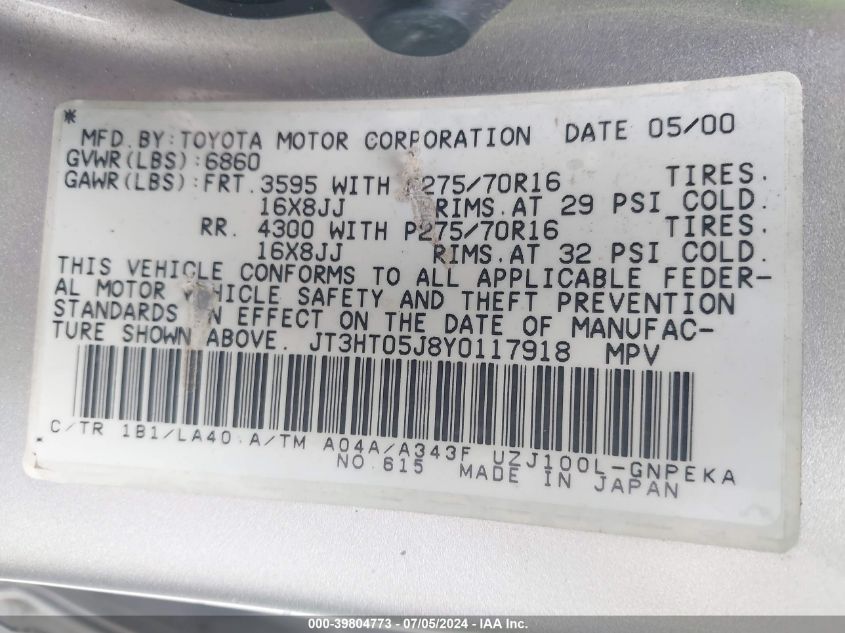 *
MFD. BY: TOYOTA MOTOR CORPORATION DATE 05/00
GVWR(LBS): 6860
GAWR(LBS): FRT. 3595 WITH P275/70R16 TIRES.
16X8JJ RIMS. AT 29 PSI COLD.
RR. 4300 WITH P275/70R16 TIRES.
16X8JJ RIMS. AT 32 PSI COLD.
THIS VEHICLE CONFORMS TO ALL APPLICABLE FEDER-
AL MOTOR VEHICLE SAFETY AND THEFT PREVENTION
STANDARDS IN EFFECT ON THE DATE OF MANUFAC-
TURE SHOWN ABOVE. JT3HT05J8Y0117918 MPV
C/TR 1B1/LA40 A/TM A04A/A343F UZJ100L-GNPEKA
NO.615 MADE IN JAPAN
000-39804773 - 07/05/2024 - IAA Inc.